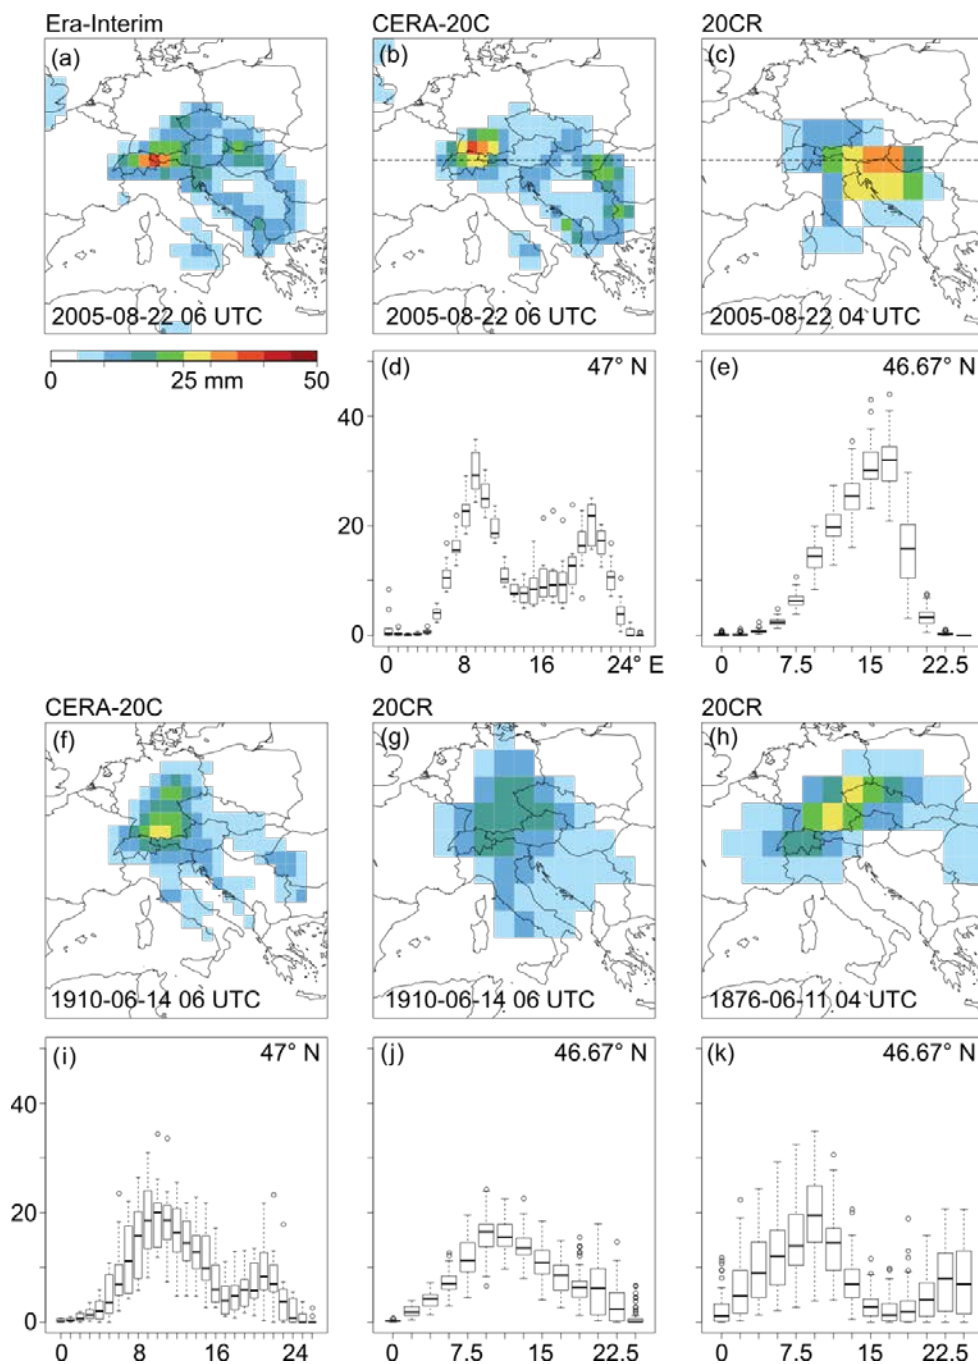 Era-Interim CERA-20C 20CR
(a) (b) (c)
2005-08-22 06 UTC 2005-08-22 06 UTC 2005-08-22 04 UTC
0 25 mm 50
(d) 47° N (e) 46.67° N
40
20
0
0 8 16 24° E 0 7.5 15 22.5
CERA-20C 20CR 20CR
(f) (g) (h)
1910-06-14 06 UTC 1910-06-14 06 UTC 1876-06-11 04 UTC
(i) 47° N (j) 46.67° N (k) 46.67° N
40
20
0
0 8 16 24 0 7.5 15 22.5 0 7.5 15 22.5